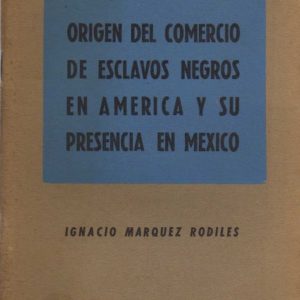 ORIGEN DEL COMERCIO
DE ESCLAVOS NEGROS
EN AMERICA Y SU
PRESENCIA EN MEXICO
IGNACIO MARQUEZ RODILES